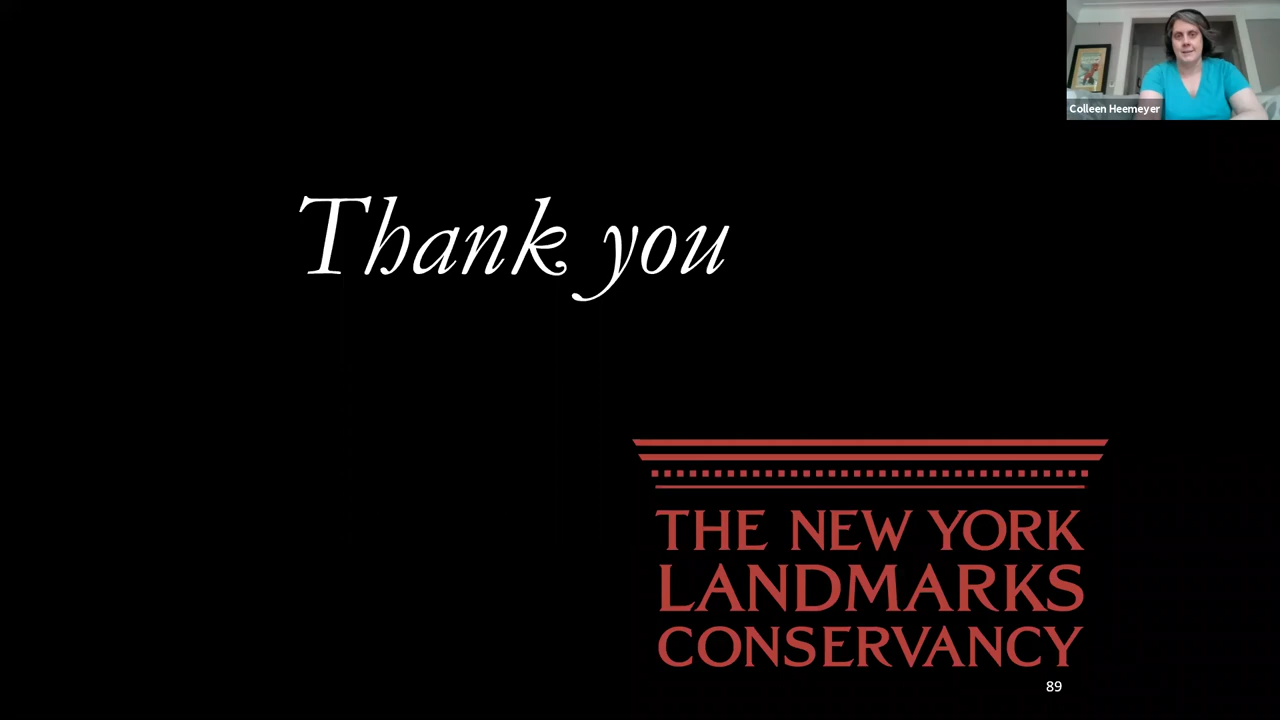 Colleen Heemeyer
Thank you
THE NEW YORK
LANDMARKS
CONSERVANCY
89